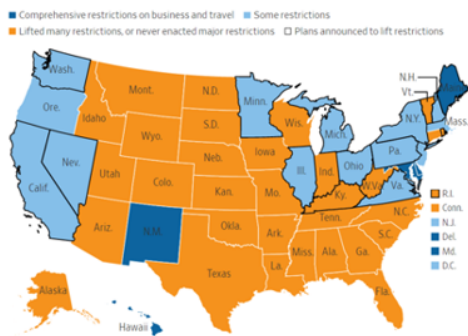 Comprehensive restrictions on business and travel
Some restrictions
Lifted many restrictions, or never enacted major restrictions
Plans announced to lift restrictions
Wash.
Ore.
Calif.
Nev.
Idaho
Mont.
Wyo.
Utah
Ariz.
Colo.
N.M.
N.D.
S.D.
Neb.
Kan.
Okla.
Texas
Minn.
Iowa
Mo.
Ark.
La.
Wis.
Ill.
Mich.
Ind.
Ohio
Ky.
Tenn.
Miss.
Ala.
Ga.
Fla.
S.C.
N.C.
Va.
W.Va.
Pa.
N.Y.
Vt.
N.H.
Mass.
R.I.
Conn.
N.J.
Del.
Md.
D.C.
Alaska
Hawaii